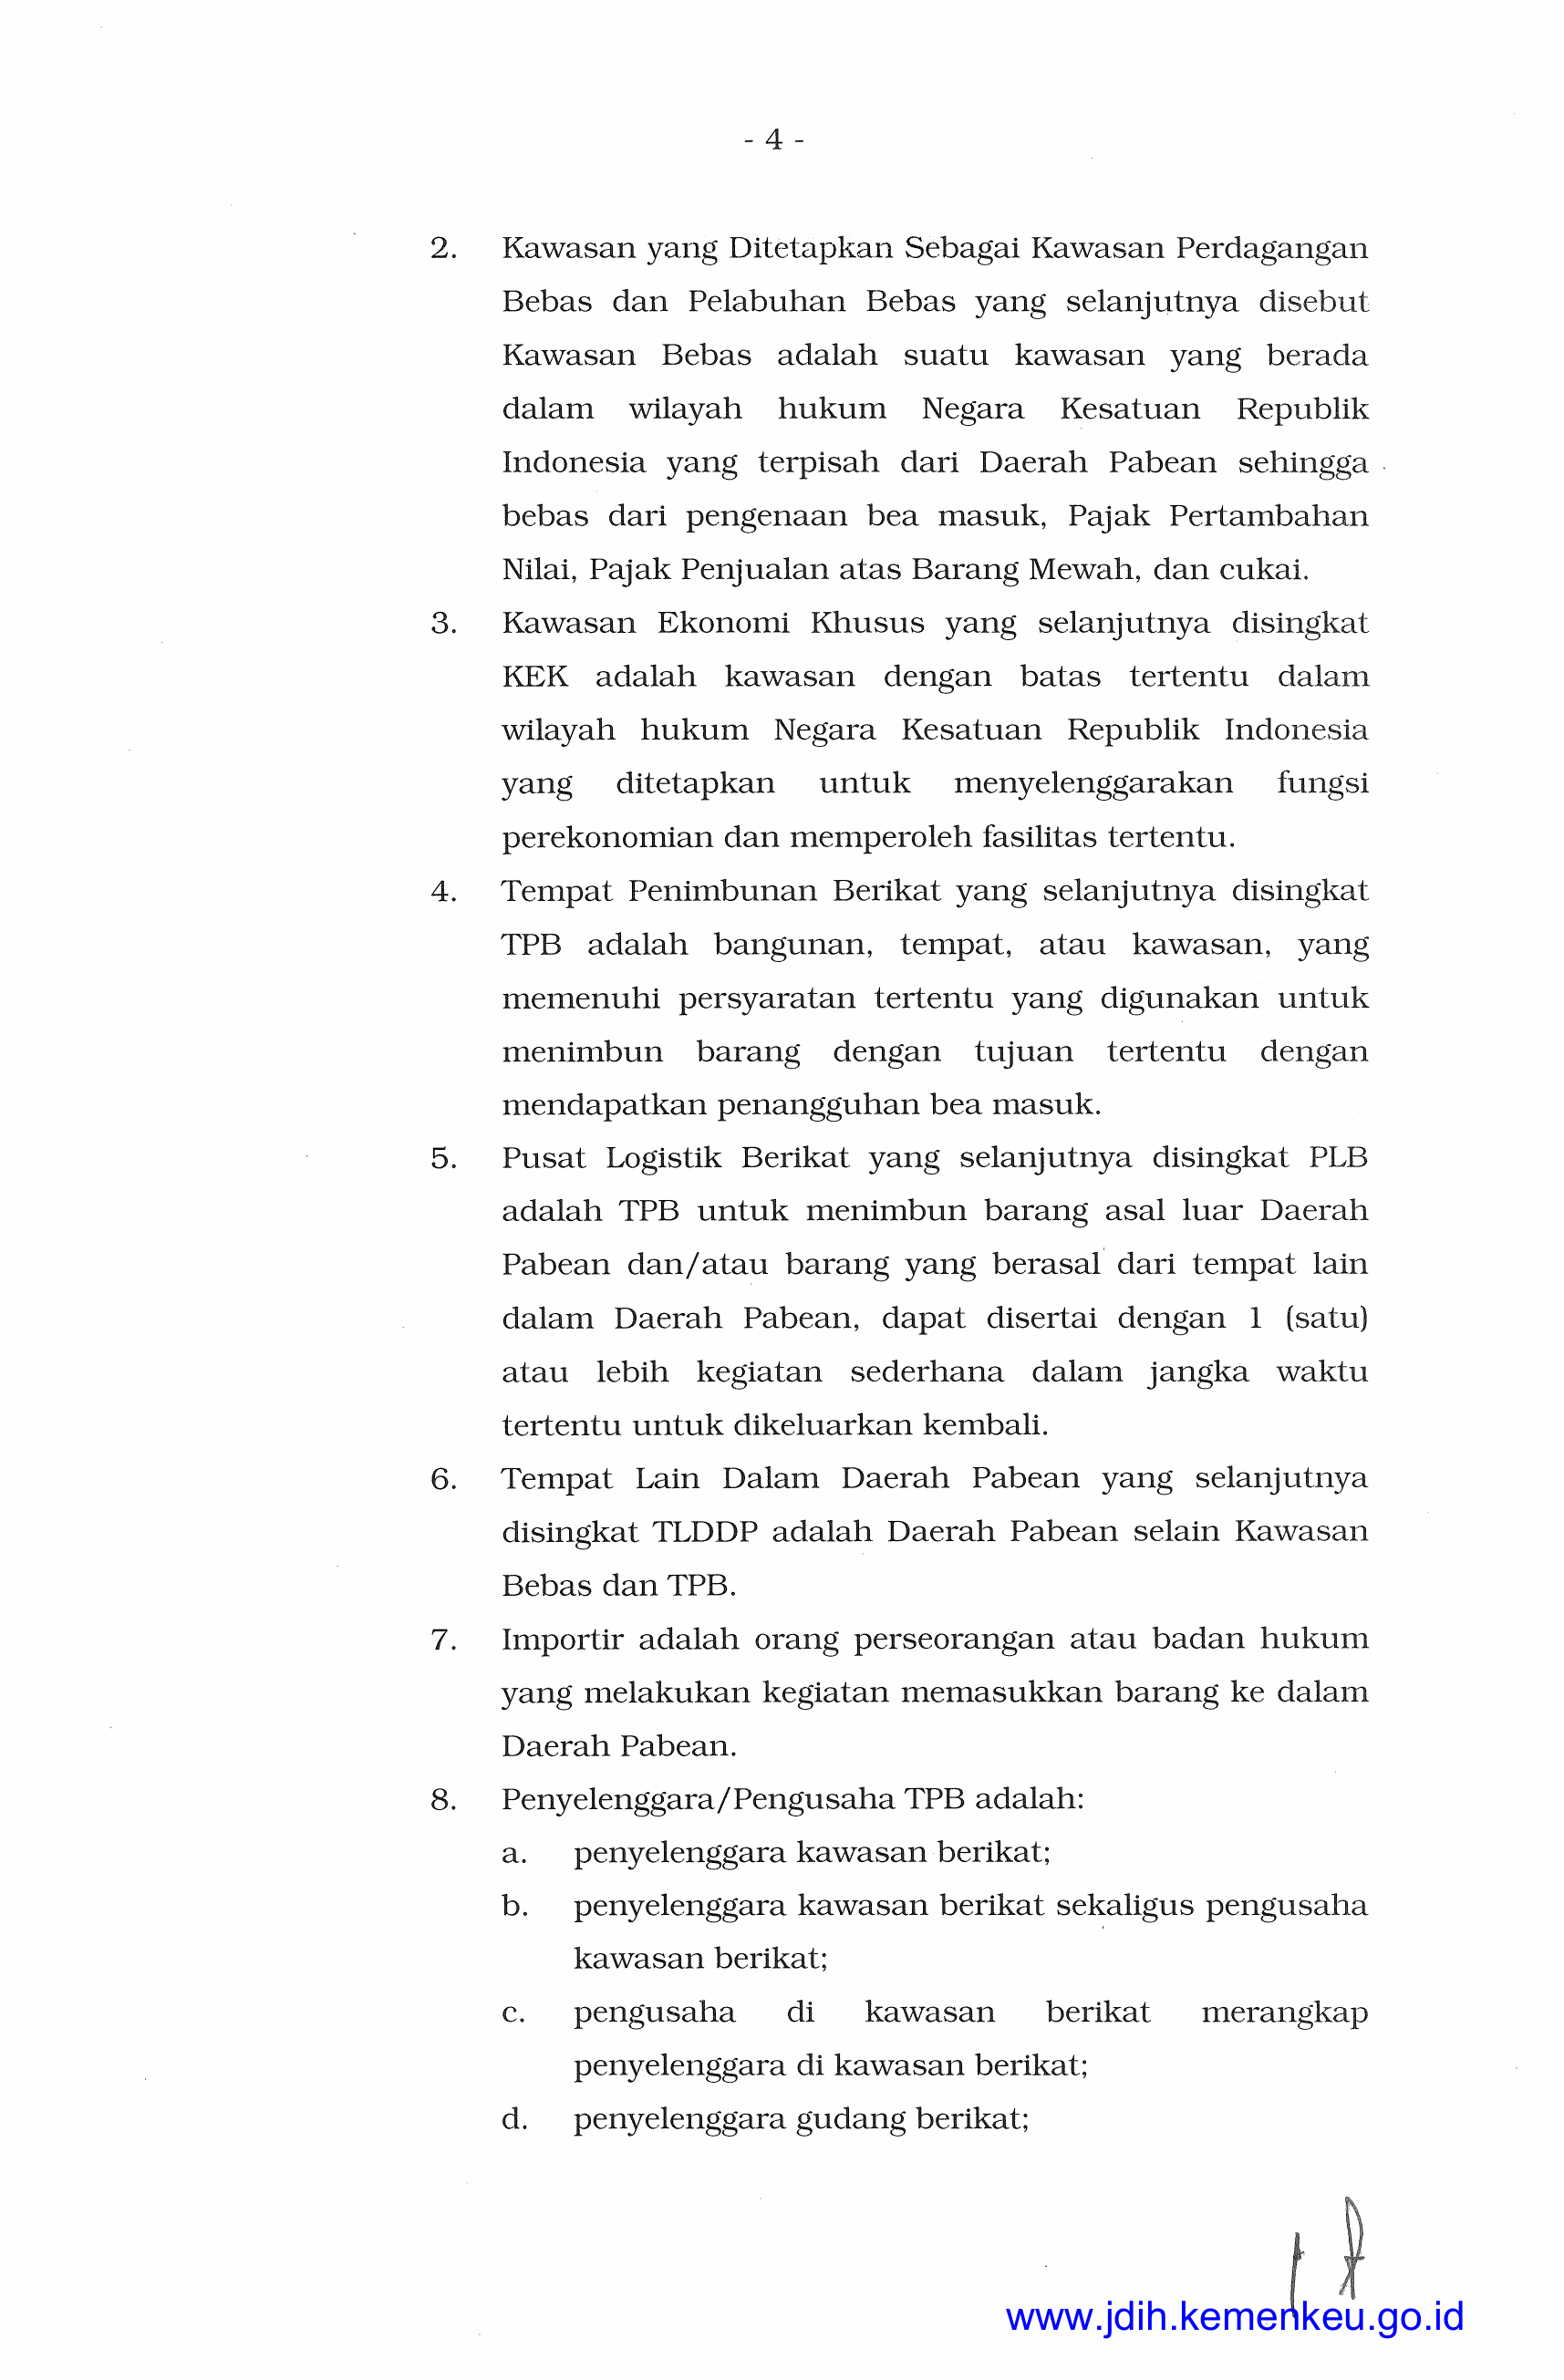 - 4 -
2. Kawasan yang Ditetapkan Sebagai Kawasan Perdagangan
Bebas dan Pelabuhan Bebas yang selanjutnya disebut
Kawasan Bebas adalah suatu kawasan yang berada
dalam wilayah hukum Negara Kesatuan Republik
Indonesia yang terpisah dari Daerah Pabean sehingga
bebas dari pengenaan bea masuk, Pajak Pertambahan
Nilai, Pajak Penjualan atas Barang Mewah, dan cukai.
3. Kawasan Ekonomi Khusus yang selanjutnya disingkat
KEK adalah kawasan dengan batas tertentu dalam
wilayah hukum Negara Kesatuan Republik Indonesia
yang ditetapkan untuk menyelenggarakan fungsi
perekonomian dan memperoleh fasilitas tertentu.
4. Tempat Penimbunan Berikat yang selanjutnya disingkat
TPB adalah bangunan, tempat, atau kawasan, yang
memenuhi persyaratan tertentu yang digunakan untuk
menimbun barang dengan tujuan tertentu dengan
mendapatkan penangguhan bea masuk.
5. Pusat Logistik Berikat yang selanjutnya disingkat PLB
adalah TPB untuk menimbun barang asal luar Daerah
Pabean dan/atau barang yang berasal dari tempat lain
dalam Daerah Pabean, dapat disertai dengan 1 (satu)
atau lebih kegiatan sederhana dalam jangka waktu
tertentu untuk dikeluarkan kembali.
6. Tempat Lain Dalam Daerah Pabean yang selanjutnya
disingkat TLDDP adalah Daerah Pabean selain Kawasan
Bebas dan TPB.
7. Importir adalah orang perseorangan atau badan hukum
yang melakukan kegiatan memasukkan barang ke dalam
Daerah Pabean.
8. Penyelenggara/Pengusaha TPB adalah:
a. penyelenggara kawasan berikat;
b. penyelenggara kawasan berikat sekaligus pengusaha
kawasan berikat;
c. pengusaha di kawasan berikat merangkap
penyelenggara di kawasan berikat;
d. penyelenggara gudang berikat;
www.jdih.kemenkeu.go.id